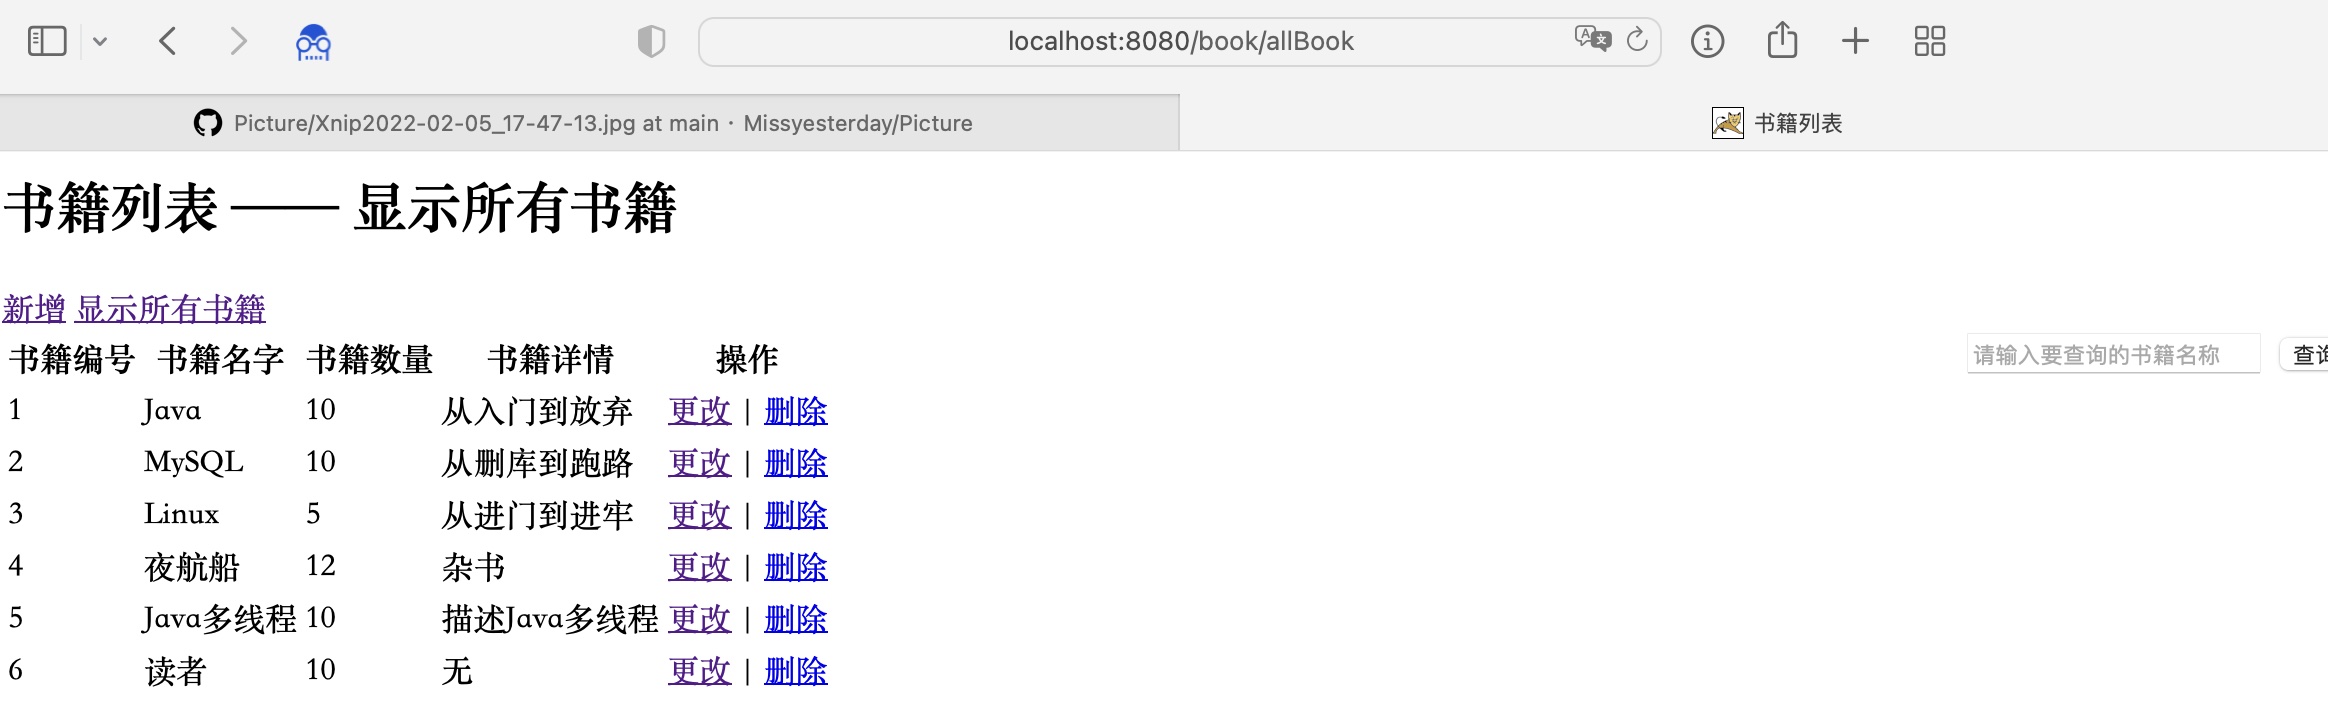 localhost:8080/book/allBook
Picture/Xnip2022-02-05_17-47-13.jpg at main · Missyesterday/Picture
书籍列表
书籍列表 —— 显示所有书籍
新增 显示所有书籍
书籍编号 书籍名字 书籍数量 书籍详情 操作 请输入要查询的书籍名称 查询
1 Java 10 从入门到放弃 更改 | 删除
2 MySQL 10 从删库到跑路 更改 | 删除
3 Linux 5 从进门到进牢 更改 | 删除
4 夜航船 12 杂书 更改 | 删除
5 Java多线程 10 描述Java多线程 更改 | 删除
6 读者 10 无 更改 | 删除